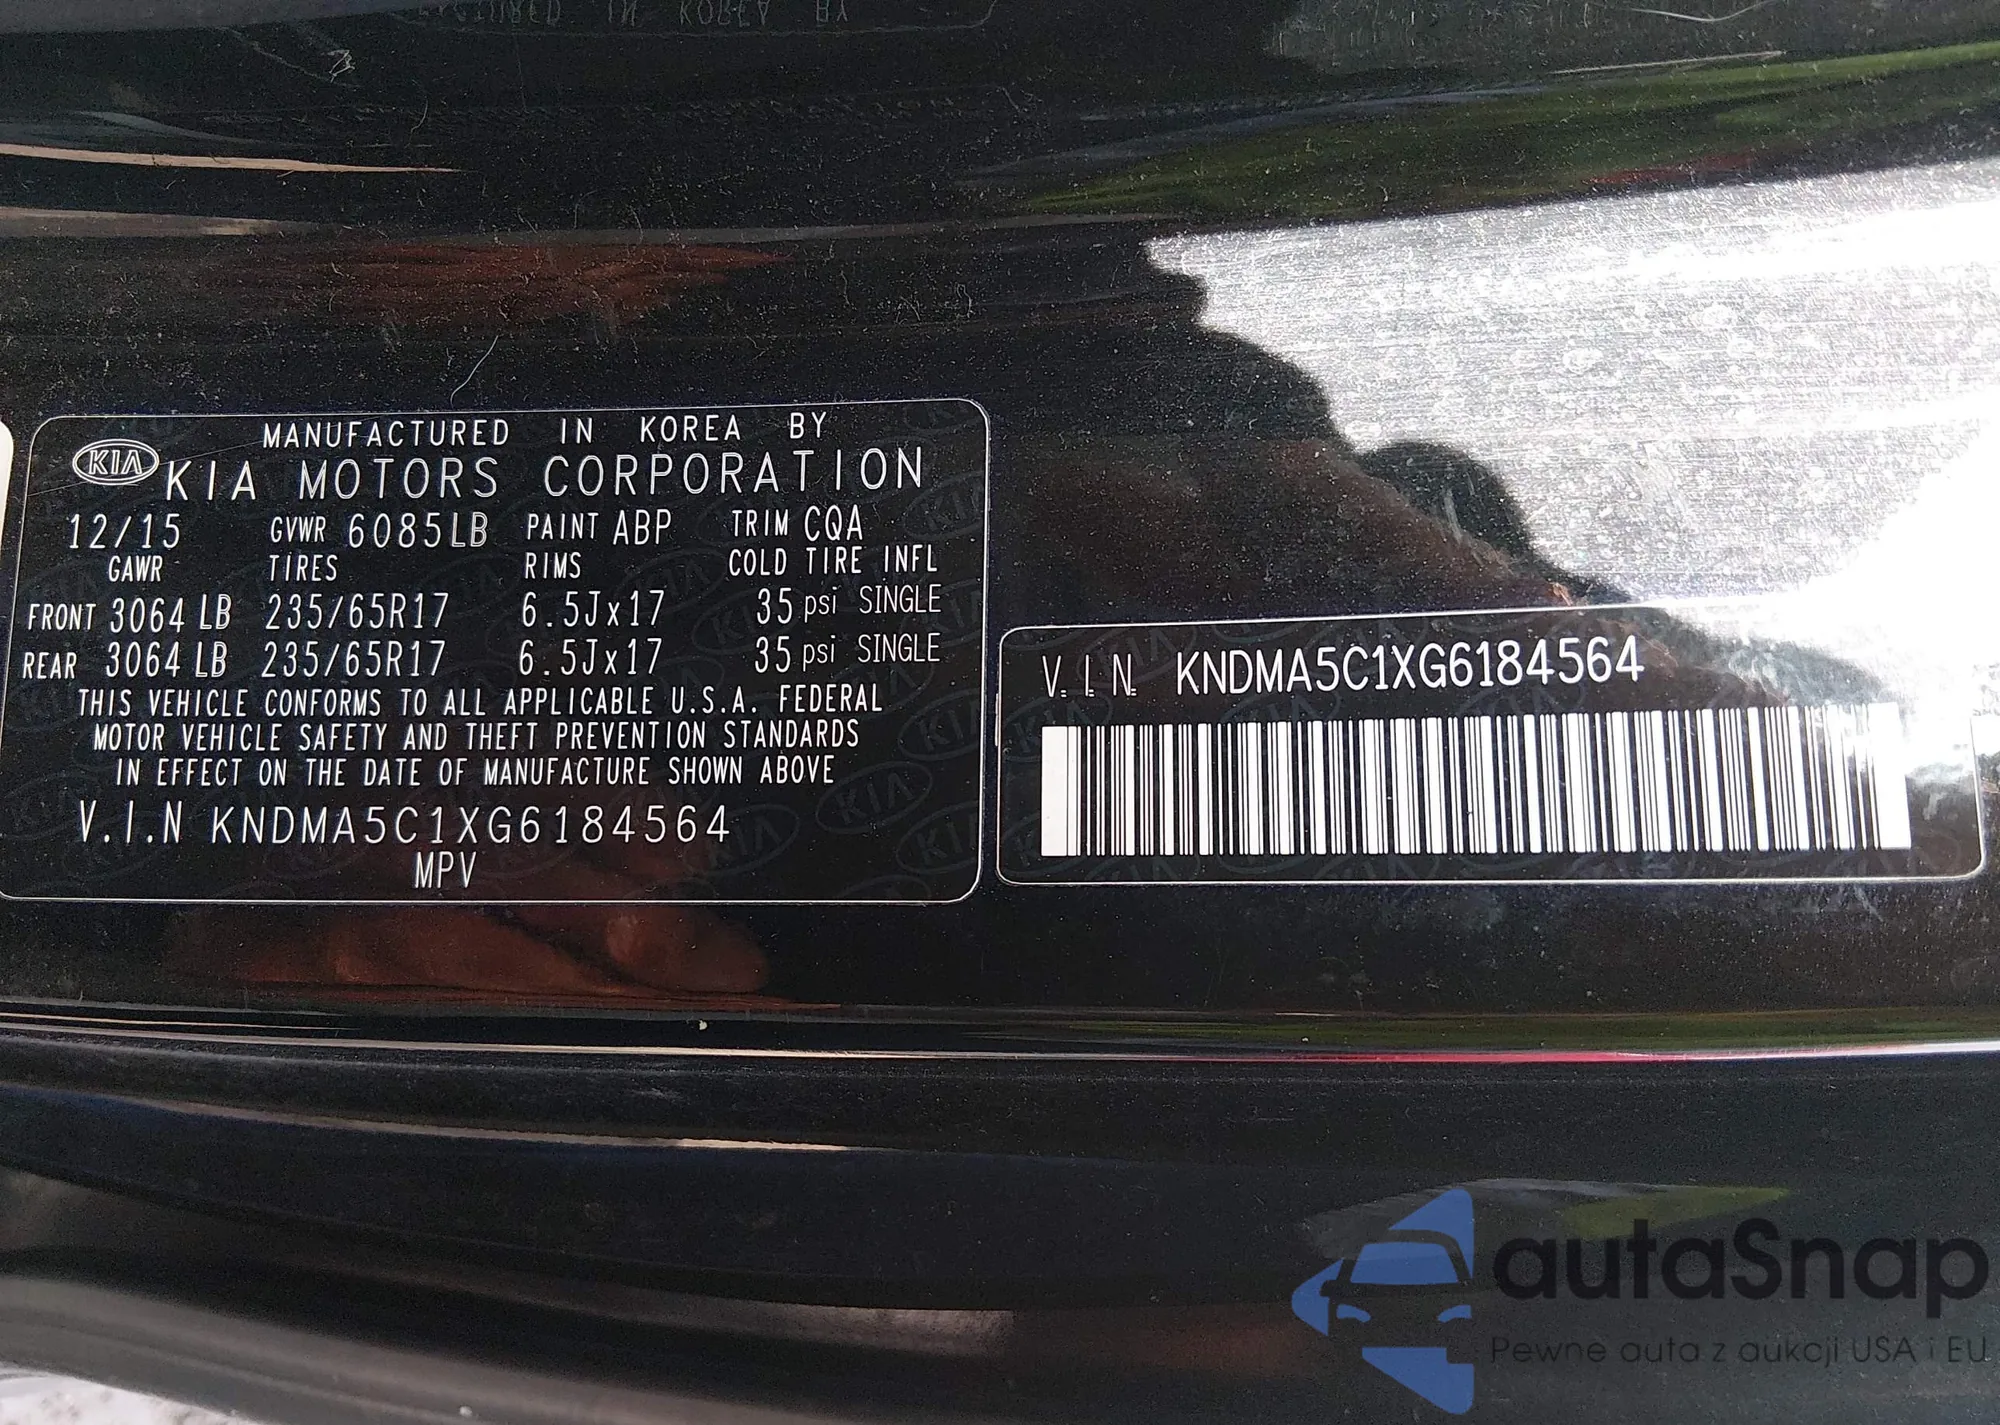 MANUFACTURED IN KOREA BY
KIA KIA MOTORS CORPORATION
12/15 GVWR 6085LB PAINT ABP TRIM CQA
GAWR TIRES RIMS COLD TIRE INFL
FRONT 3064 LB 235/65R17 6.5Jx17 35 psi SINGLE
REAR 3064 LB 235/65R17 6.5Jx17 35 psi SINGLE
THIS VEHICLE CONFORMS TO ALL APPLICABLE U.S.A. FEDERAL
MOTOR VEHICLE SAFETY AND THEFT PREVENTION STANDARDS
IN EFFECT ON THE DATE OF MANUFACTURE SHOWN ABOVE
V.I.N KNDMA5C1XG6184564
MPV
V.I.N. KNDMA5C1XG6184564
autaSnap
Pewne auta z aukcji USA i EU